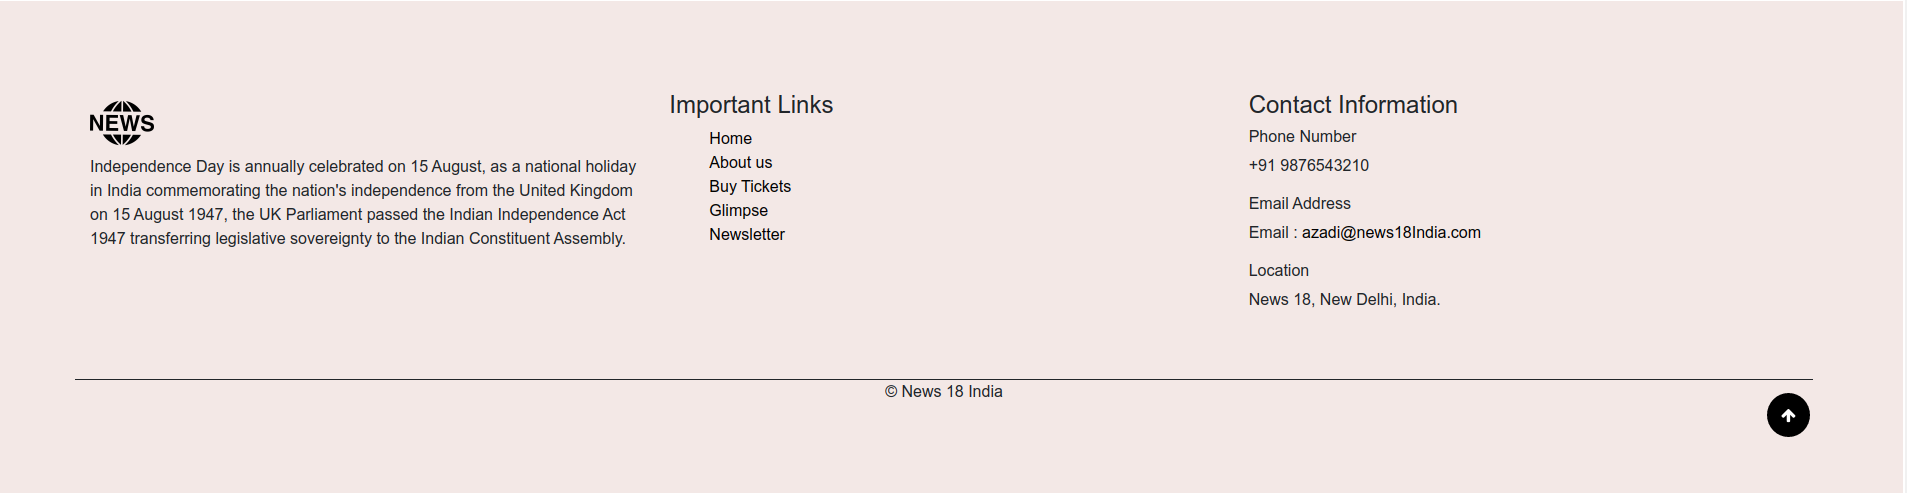 NEWS
Independence Day is annually celebrated on 15 August, as a national holiday
in India commemorating the nation's independence from the United Kingdom
on 15 August 1947, the UK Parliament passed the Indian Independence Act
1947 transferring legislative sovereignty to the Indian Constituent Assembly.
Important Links
Home
About us
Buy Tickets
Glimpse
Newsletter
Contact Information
Phone Number
+91 9876543210
Email Address
Email : azadi@news18India.com
Location
News 18, New Delhi, India.
© News 18 India